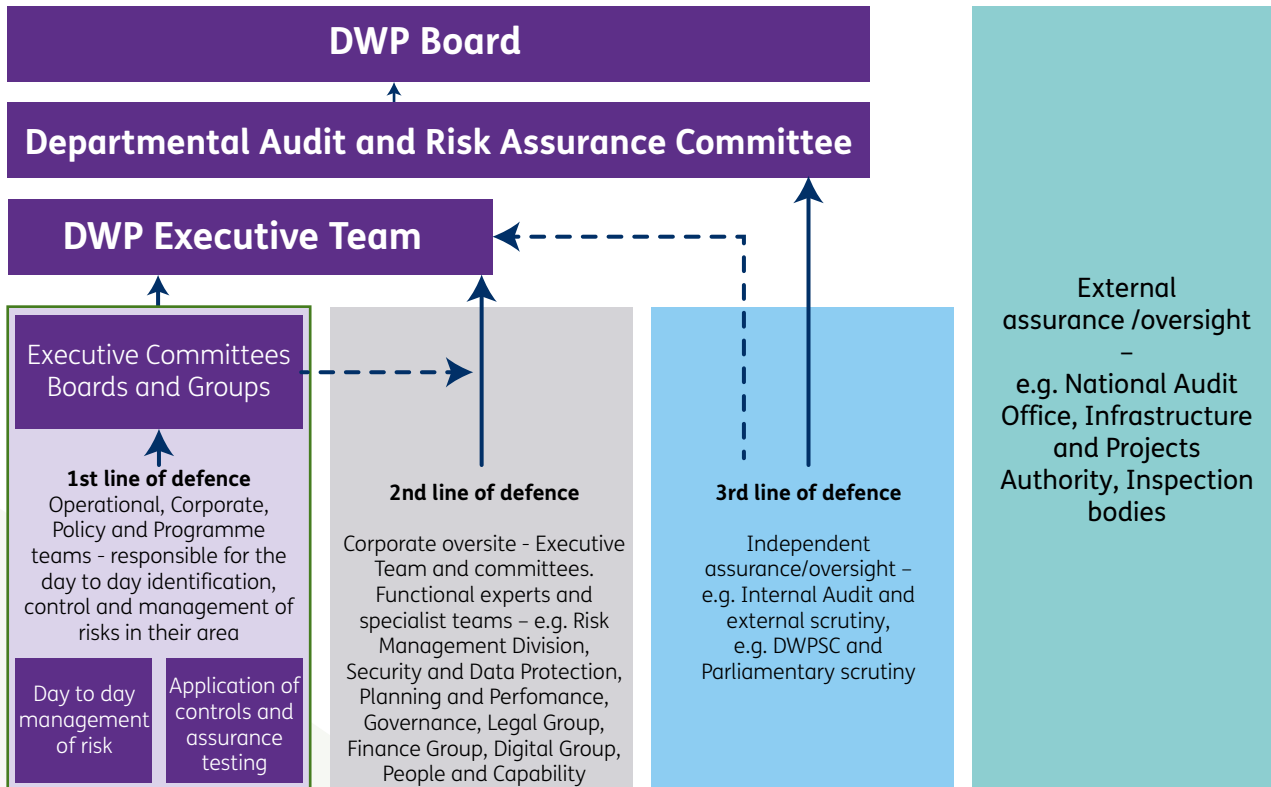 DWP Board
Departmental Audit and Risk Assurance Committee
DWP Executive Team
Executive Committees
Boards and Groups
1st line of defence
Operational, Corporate,
Policy and Programme
teams - responsible for the
day to day identification,
control and management of
risks in their area
Day to day
management
of risk
Application of
controls and
assurance
testing
2nd line of defence
Corporate oversite - Executive
Team and committees.
Functional experts and
specialist teams – e.g. Risk
Management Division,
Security and Data Protection,
Planning and Perfomance,
Governance, Legal Group,
Finance Group, Digital Group,
People and Capability
3rd line of defence
Independent
assurance/oversight –
e.g. Internal Audit and
external scrutiny,
e.g. DWPSC and
Parliamentary scrutiny
External
assurance /oversight
–
e.g. National Audit
Office, Infrastructure
and Projects
Authority, Inspection
bodies